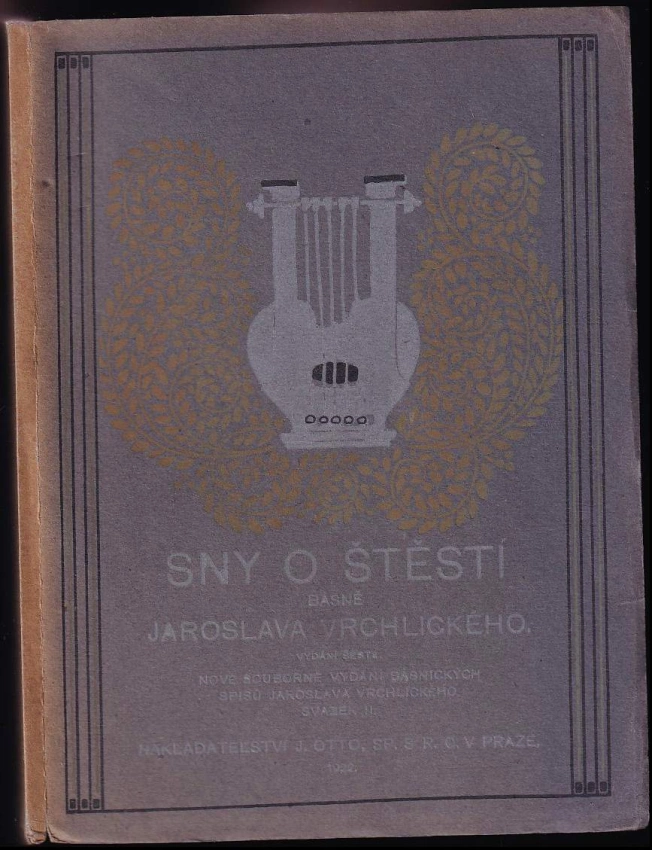 SNY O ŠTĚSTÍ
BÁSNĚ
JAROSLAVA VRCHLICKÉHO.
VYDÁNÍ ŠESTÉ.
NOVÉ SOUBORNÉ VYDÁNÍ BÁSNICKÝCH
SPISŮ JAROSLAVA VRCHLICKÉHO
SVAZEK II.
NAKLADATELSTVÍ J. OTTO, SP. S R. O. V PRAZE.
1922.